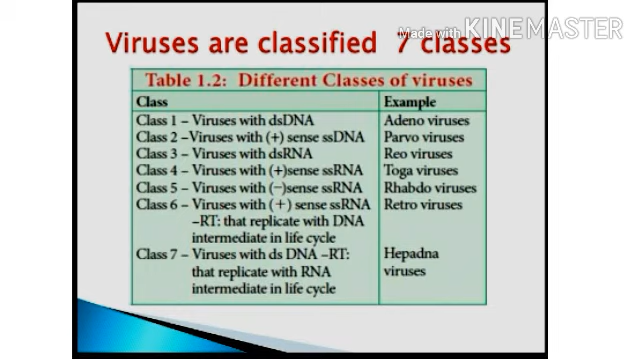 Made with KINEMASTER
Viruses are classified 7 classes
Table 1.2: Different Classes of viruses
Class Example
Class 1 – Viruses with dsDNA Adeno viruses
Class 2 –Viruses with (+) sense ssDNA Parvo viruses
Class 3 – Viruses with dsRNA Reo viruses
Class 4 – Viruses with (+)sense ssRNA Toga viruses
Class 5 – Viruses with (−)sense ssRNA Rhabdo viruses
Class 6 – Viruses with (+) sense ssRNA Retro viruses
–RT: that replicate with DNA
intermediate in life cycle
Class 7 – Viruses with ds DNA –RT: Hepadna
that replicate with RNA viruses
intermediate in life cycle